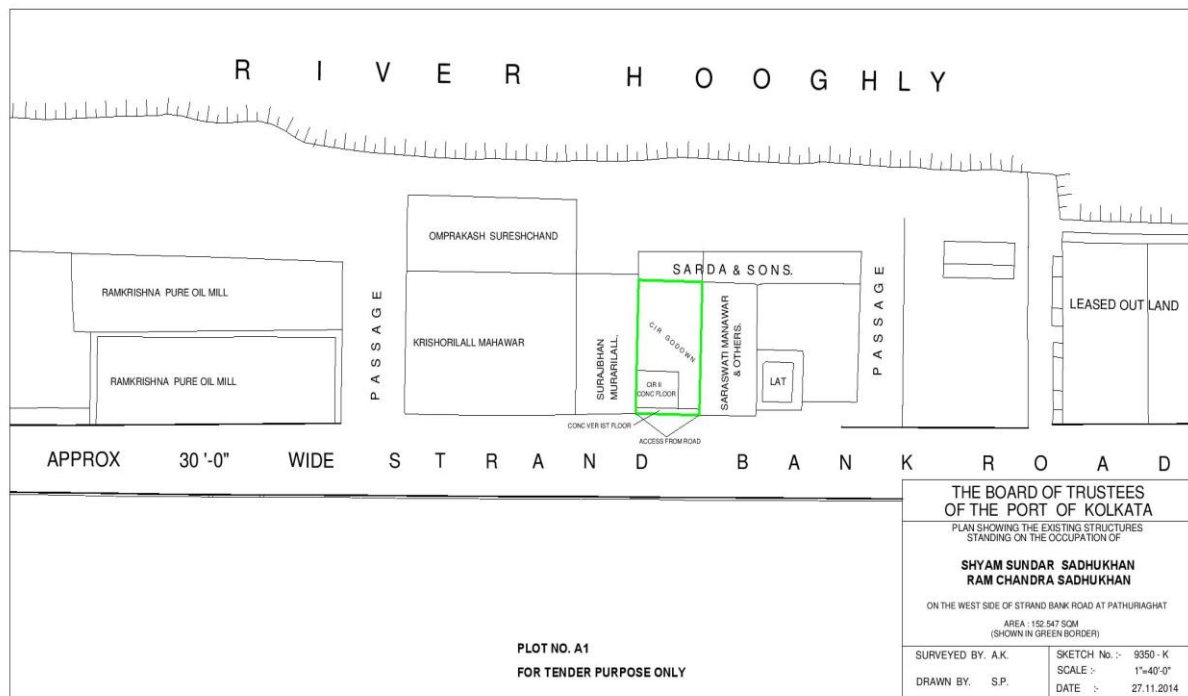 RIVER HOOGHLY
OMPRAKASH SURESHCHAND
SARDA & SONS.
RAMKRISHNA PURE OIL MILL
PASSAGE
KRISHORILALL MAHAWAR
SURAJBHAN
MURARILALL,
CIR GODOWN
SARASWATI MANAWAR
& OTHERS.
PASSAGE
LEASED OUT LAND
RAMKRISHNA PURE OIL MILL
CIR II
CONC FLOOR
LAT
CONC VER IST FLOOR
ACCESS FROM ROAD
APPROX 30 '-0" WIDE STRAND BANK ROAD
THE BOARD OF TRUSTEES
OF THE PORT OF KOLKATA
PLAN SHOWING THE EXISTING STRUCTURES
STANDING ON THE OCCUPATION OF
SHYAM SUNDAR SADHUKHAN
RAM CHANDRA SADHUKHAN
ON THE WEST SIDE OF STRAND BANK ROAD AT PATHURIAGHAT
AREA : 152.547 SQM
(SHOWN IN GREEN BORDER)
PLOT NO. A1
FOR TENDER PURPOSE ONLY
SURVEYED BY. A.K.
DRAWN BY. S.P.
SKETCH No. :- 9350 - K
SCALE :- 1"=40'-0"
DATE :- 27.11.2014